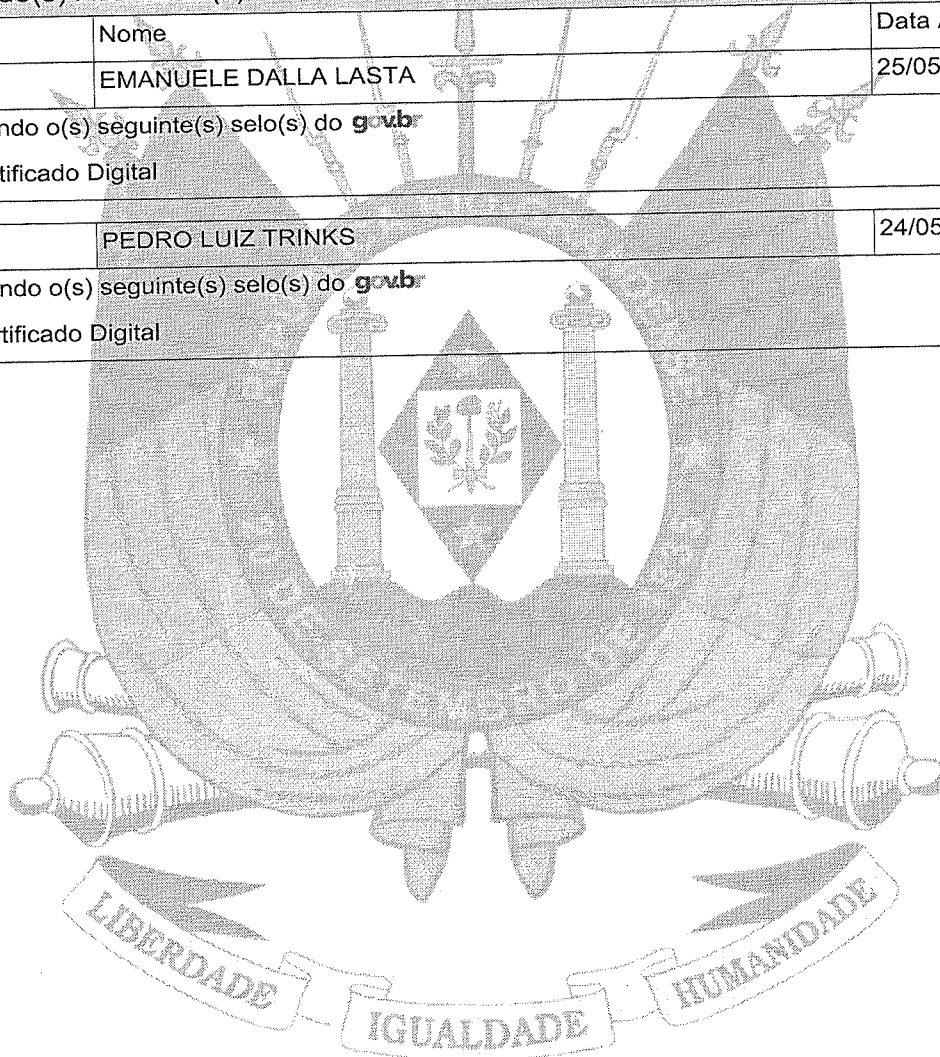 Nome
Data
EMANUELE DALLA LASTA
25/05
ndo o(s) seguinte(s) selo(s) do gov.br
tificado Digital
PEDRO LUIZ TRINKS
24/05
ndo o(s) seguinte(s) selo(s) do gov.br
rtificado Digital
LIBERDADE
IGUALDADE
HUMANIDADE